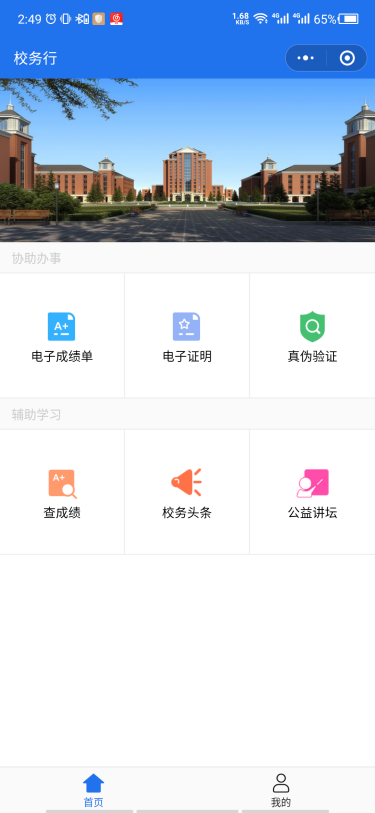 2:49
1.68
KB/S
4G
4G
65%
校务行
协助办事
A+
电子成绩单
电子证明
真伪验证
辅助学习
A+
查成绩
校务头条
公益讲坛
首页
我的